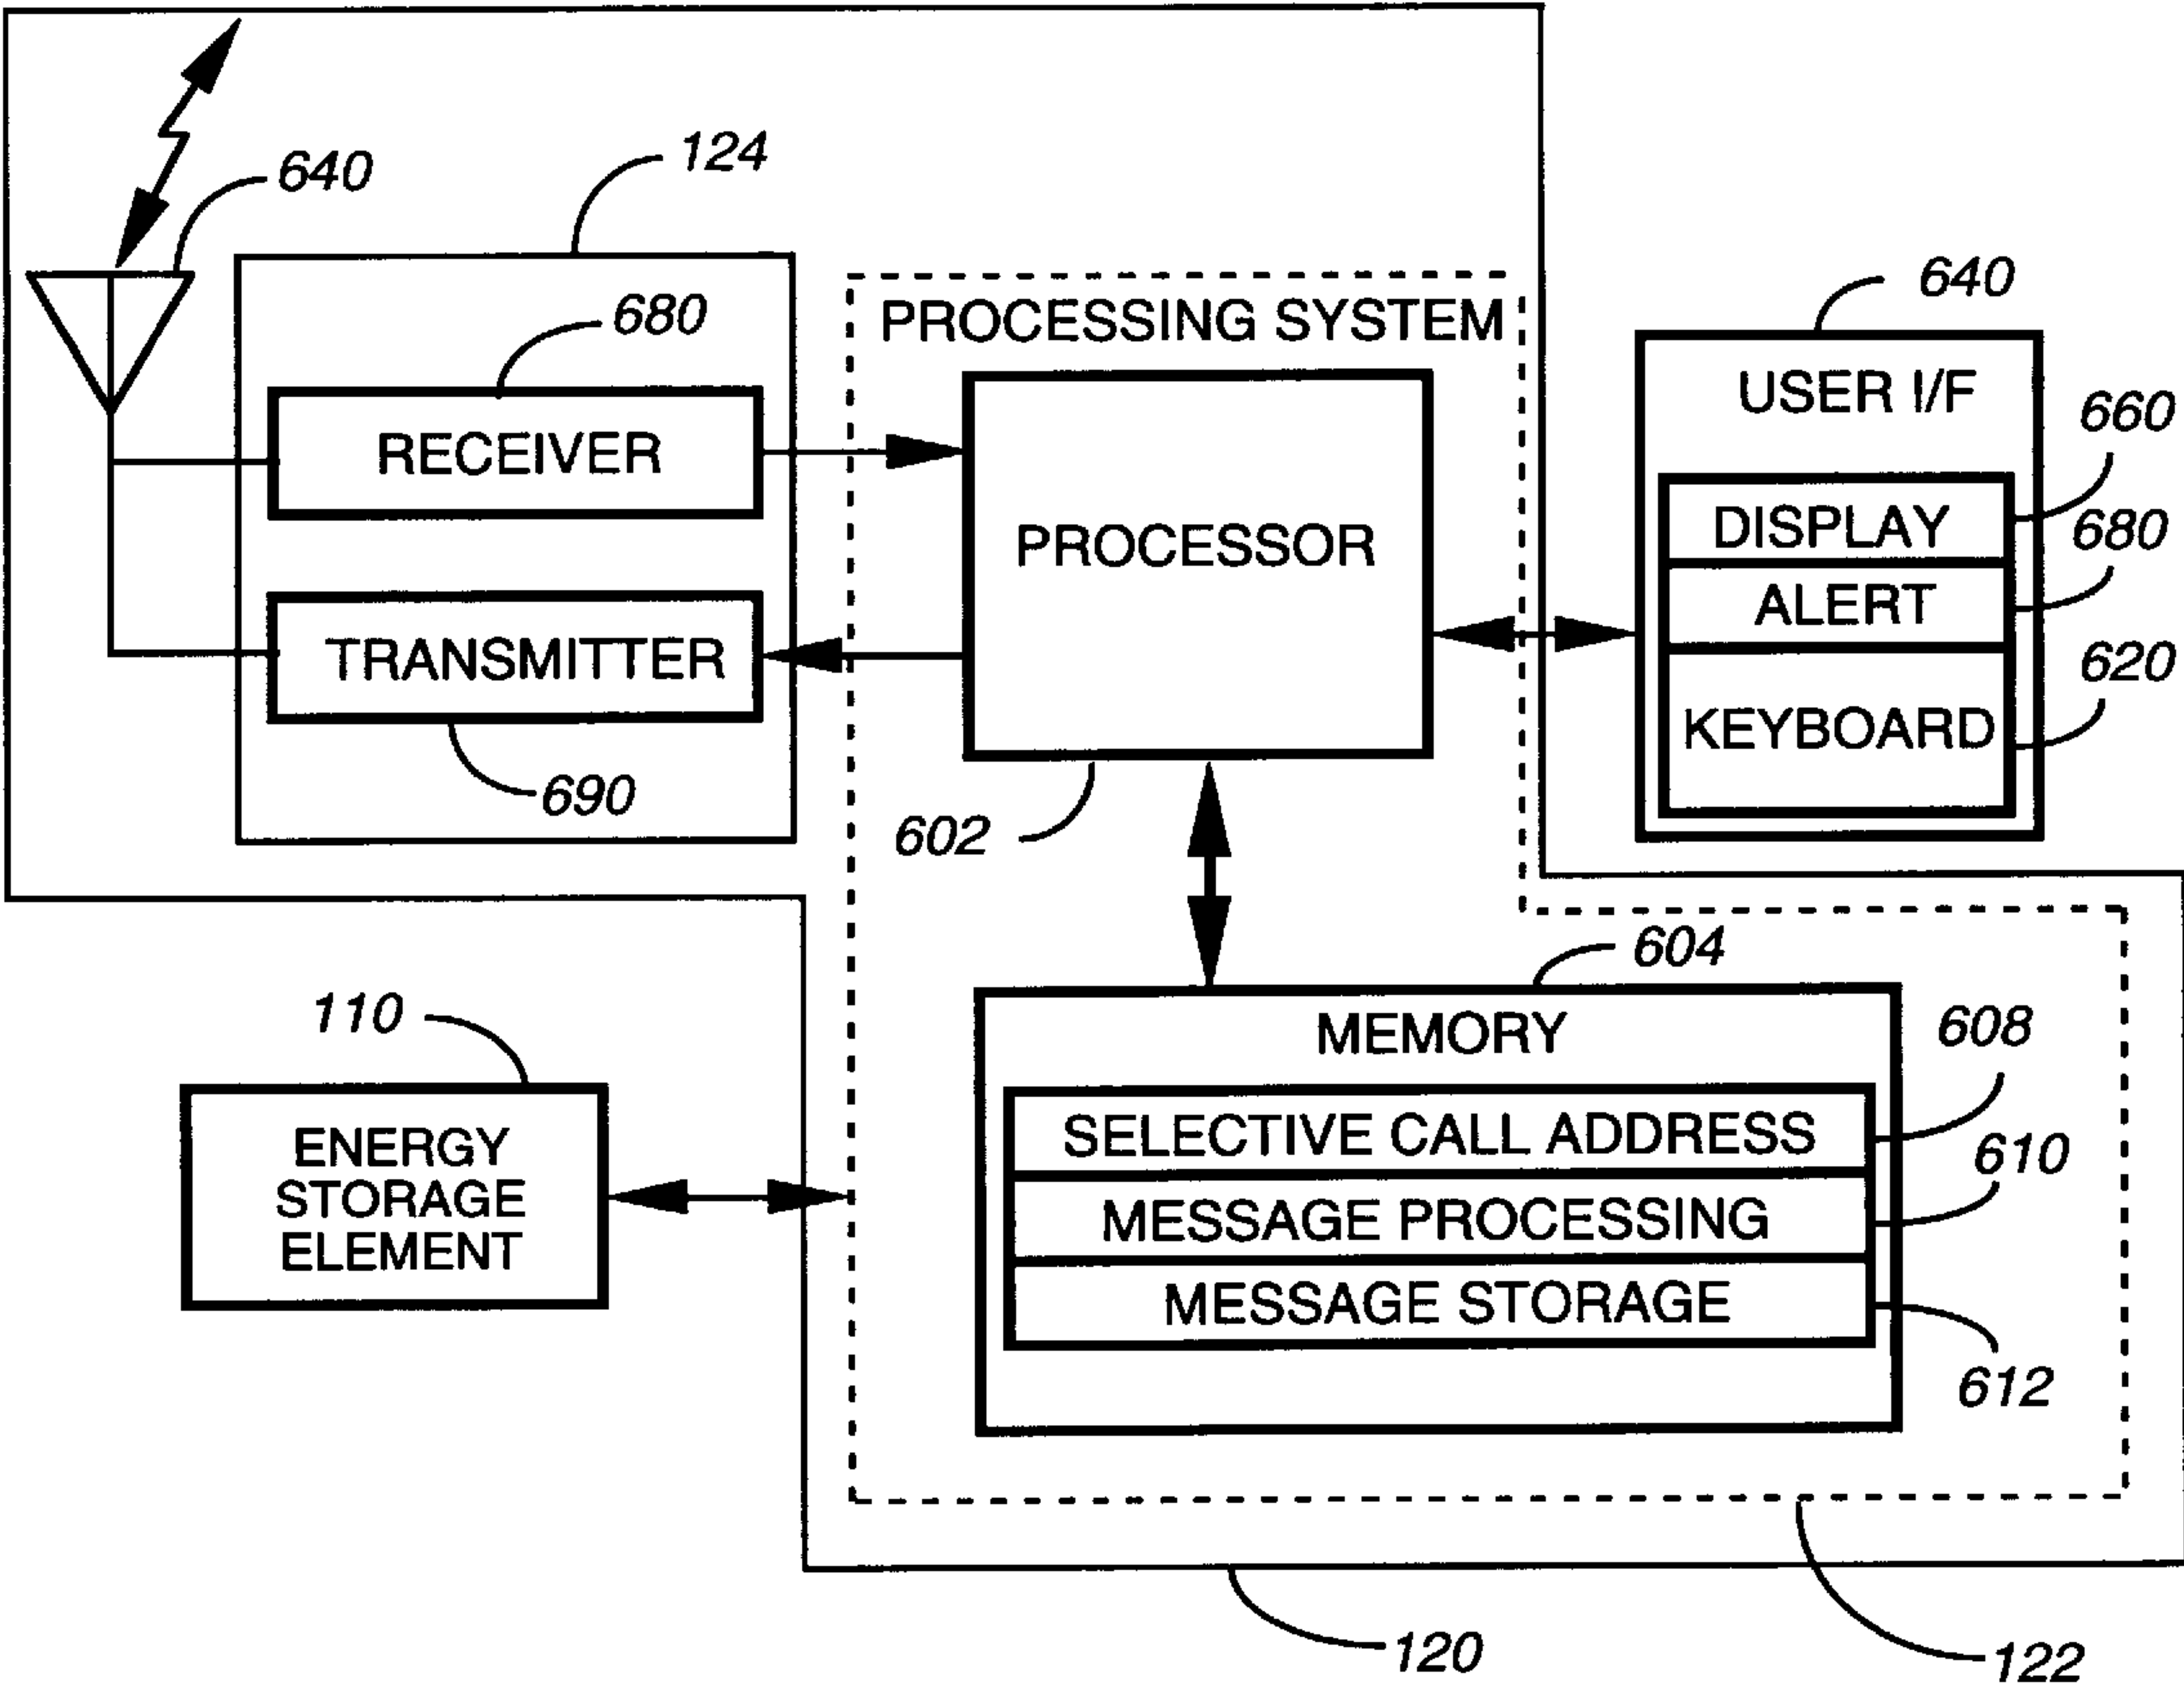 640
124
680
PROCESSING SYSTEM
640
USER I/F
660
RECEIVER
PROCESSOR
DISPLAY
680
ALERT
TRANSMITTER
620
KEYBOARD
690
602
604
110
MEMORY
608
ENERGY
STORAGE
ELEMENT
SELECTIVE CALL ADDRESS
610
MESSAGE PROCESSING
MESSAGE STORAGE
612
120
122